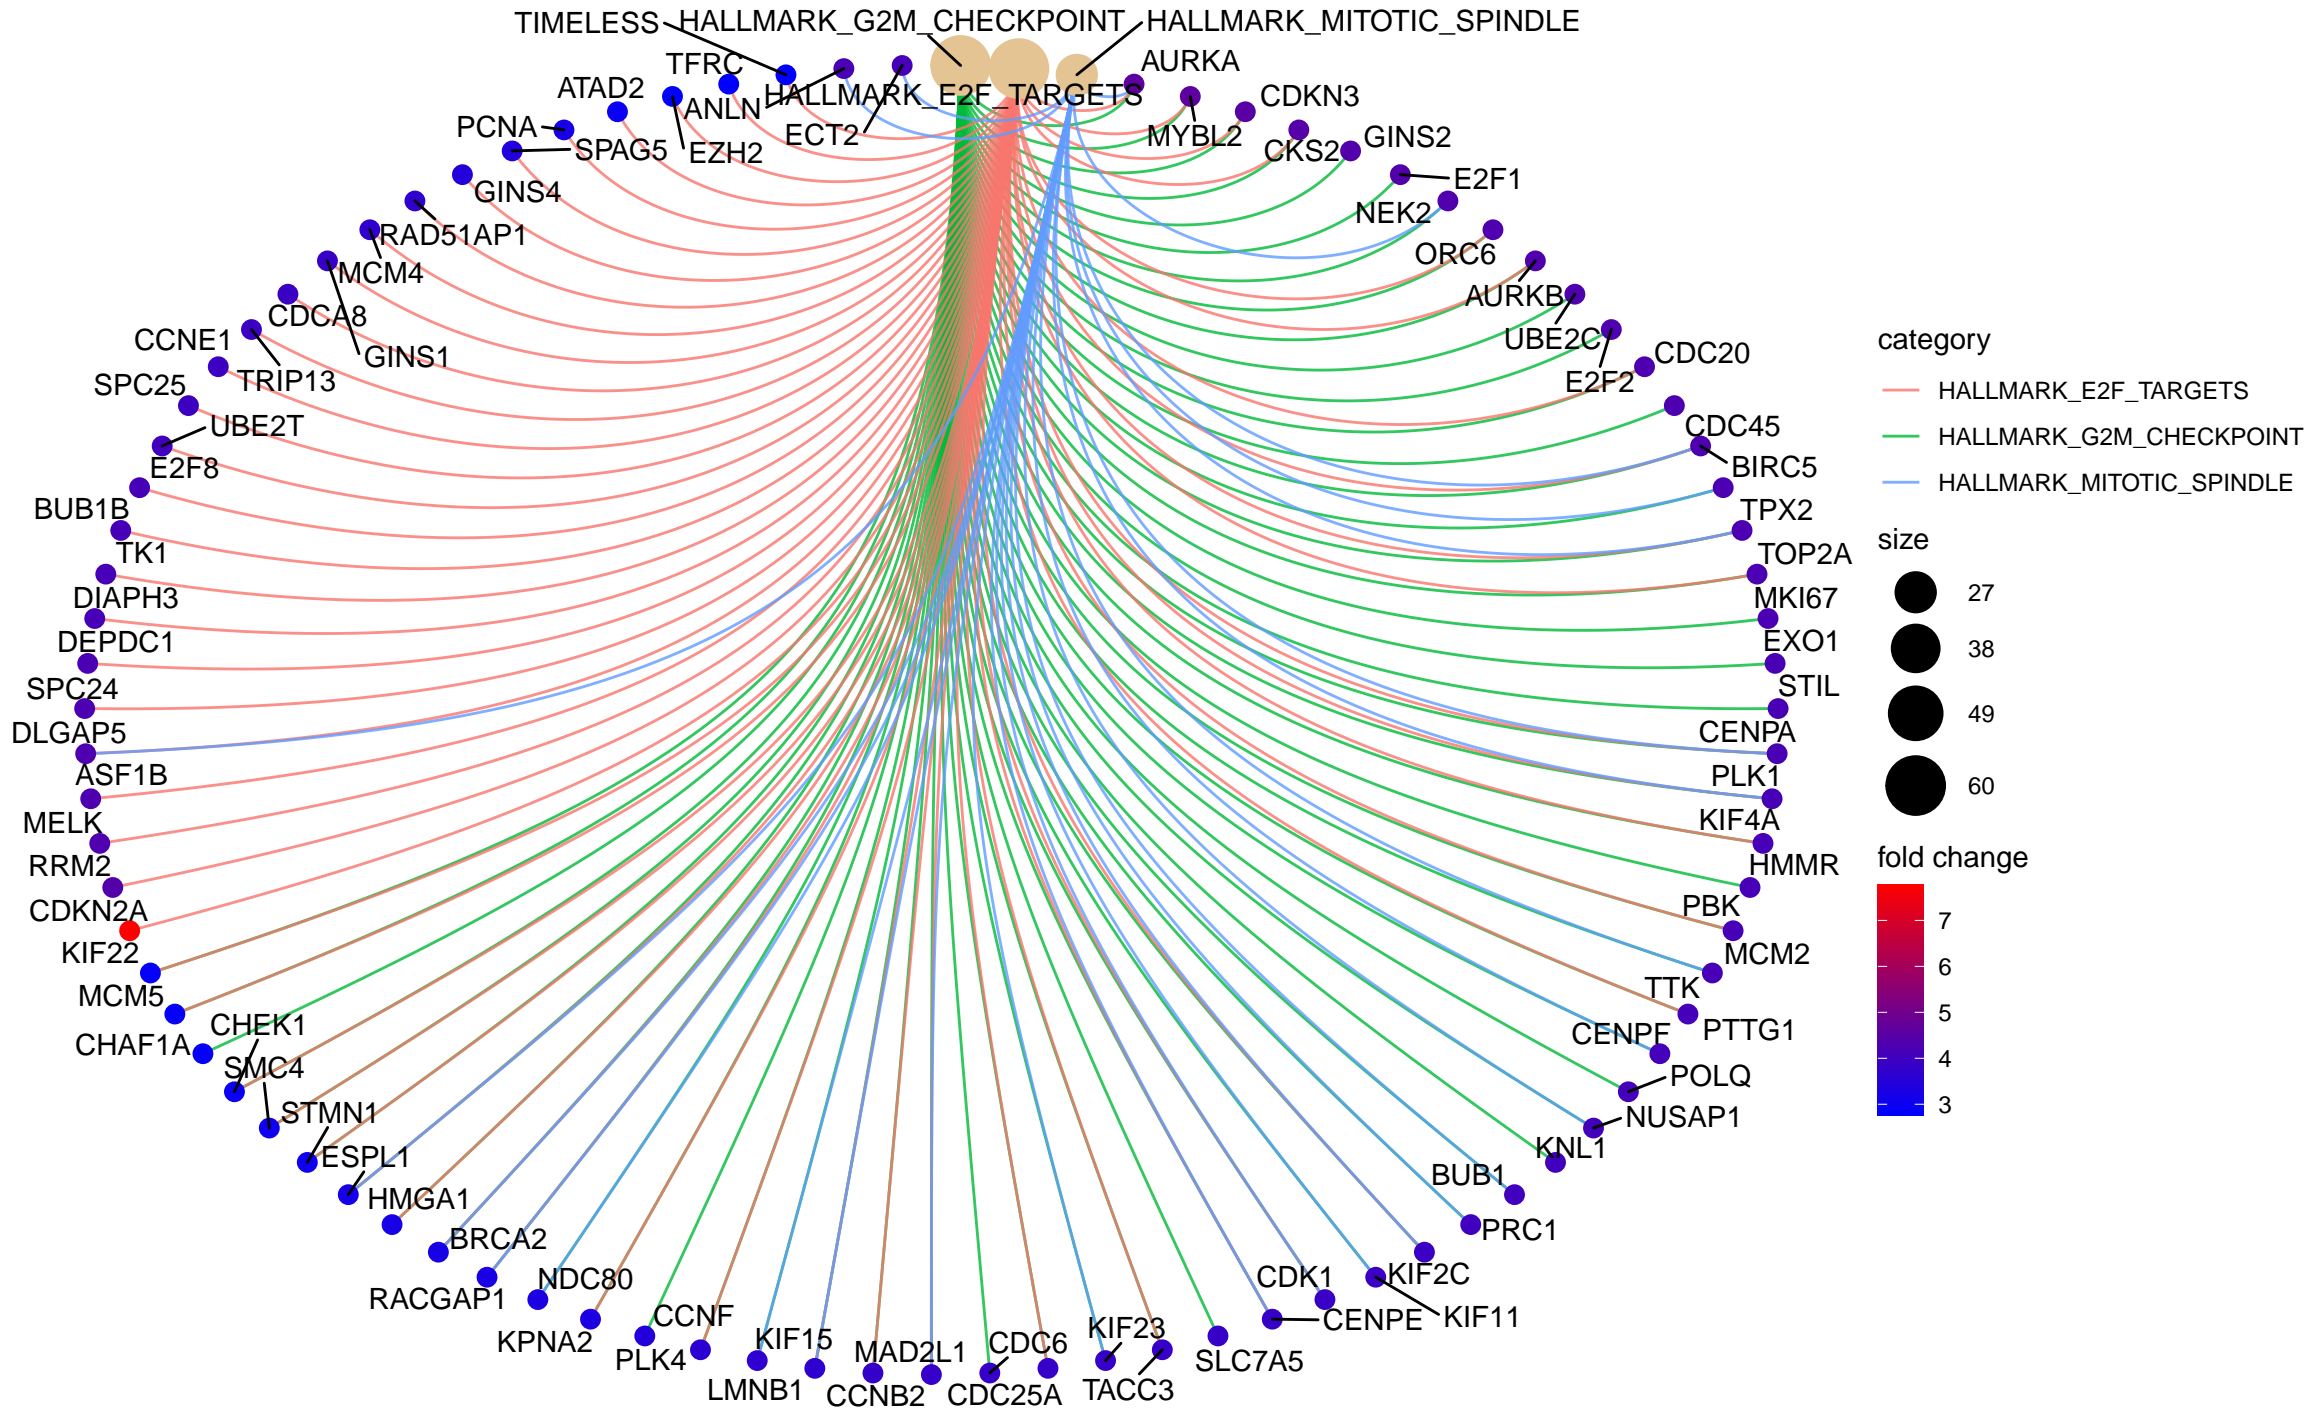 TIMELESS
HALLMARK_G2M_CHECKPOINT
HALLMARK_MITOTIC_SPINDLE
TFRC
AURKA
ATAD2
ANLN
HALLMARK_E2F_TARGETS
CDKN3
PCNA
SPAG5
EZH2
ECT2
MYBL2
CKS2
GINS2
GINS4
E2F1
NEK2
RAD51AP1
ORC6
MCM4
AURKB
CDCA8
UBE2C
CCNE1
GINS1
CDC20
TRIP13
E2F2
SPC25
UBE2T
CDC45
E2F8
BIRC5
BUB1B
TPX2
TK1
TOP2A
DIAPH3
MKI67
DEPDC1
EXO1
SPC24
STIL
DLGAP5
CENPA
ASF1B
PLK1
MELK
KIF4A
RRM2
HMMR
CDKN2A
PBK
KIF22
MCM2
MCM5
TTK
CHEK1
PTTG1
CHAF1A
CENPF
SMC4
POLQ
STMN1
NUSAP1
ESPL1
KNL1
HMGA1
BUB1
BRCA2
PRC1
RACGAP1
NDC80
CDK1
KIF2C
KPNA2
CCNF
CENPE
KIF11
PLK4
KIF15
MAD2L1
CDC6
KIF23
SLC7A5
LMNB1
CCNB2
CDC25A
TACC3
category
HALLMARK_E2F_TARGETS
HALLMARK_G2M_CHECKPOINT
HALLMARK_MITOTIC_SPINDLE
size
27
38
49
60
fold change
7
6
5
4
3